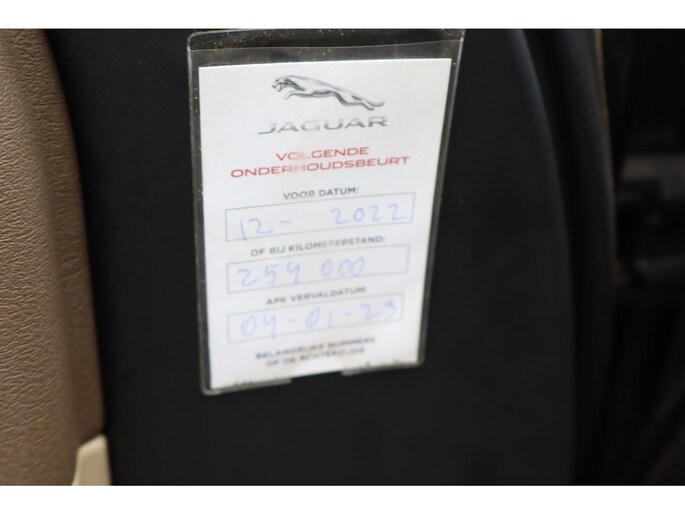 JAGUAR
VOLGENDE
ONDERHOUDSBEURT
VOOR DATUM:
12- 2022
OF BIJ KILOMETERSTAND:
254.000
APK VERVALDATUM:
04-01-23
BELANGRIJKE NUMMERS
OP DE ACHTERZIJDE